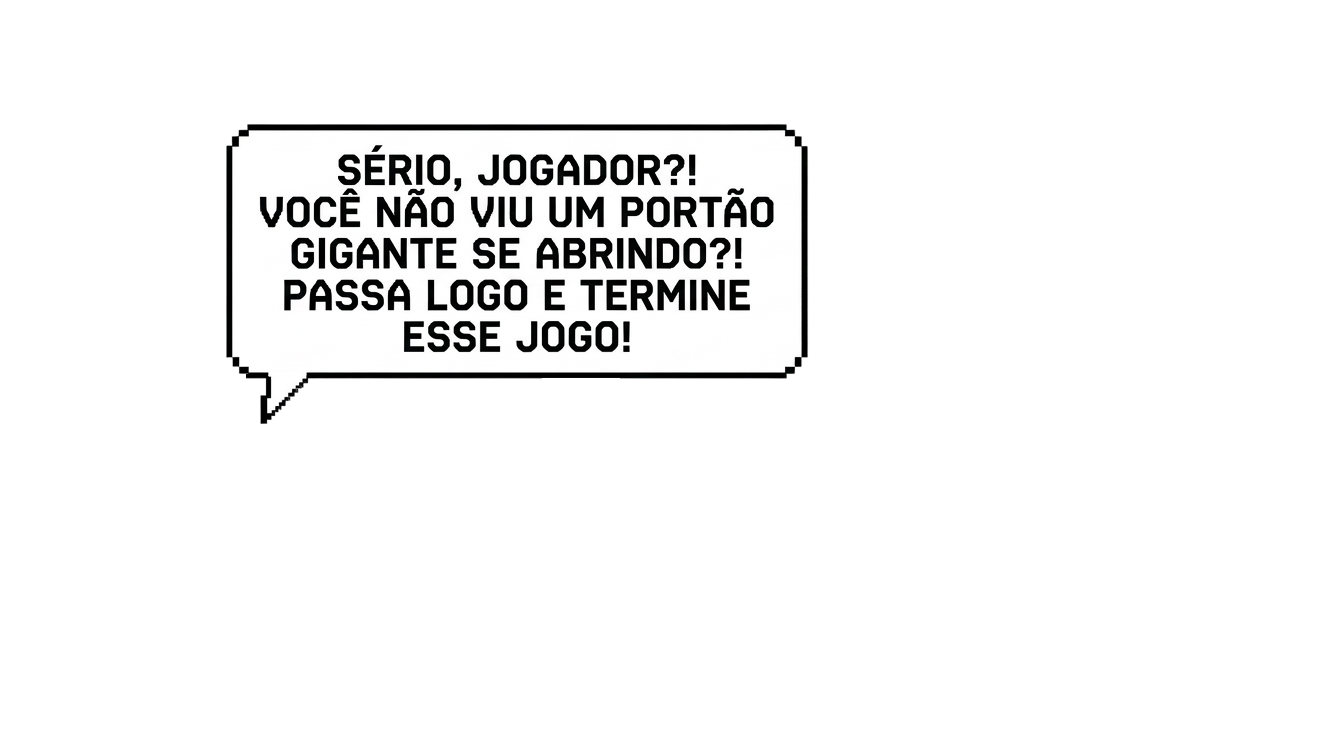 SÉRIO, JOGADOR?!
VOCÊ NÃO VIU UM PORTÃO
GIGANTE SE ABRINDO?!
PASSA LOGO E TERMINE
ESSE JOGO!